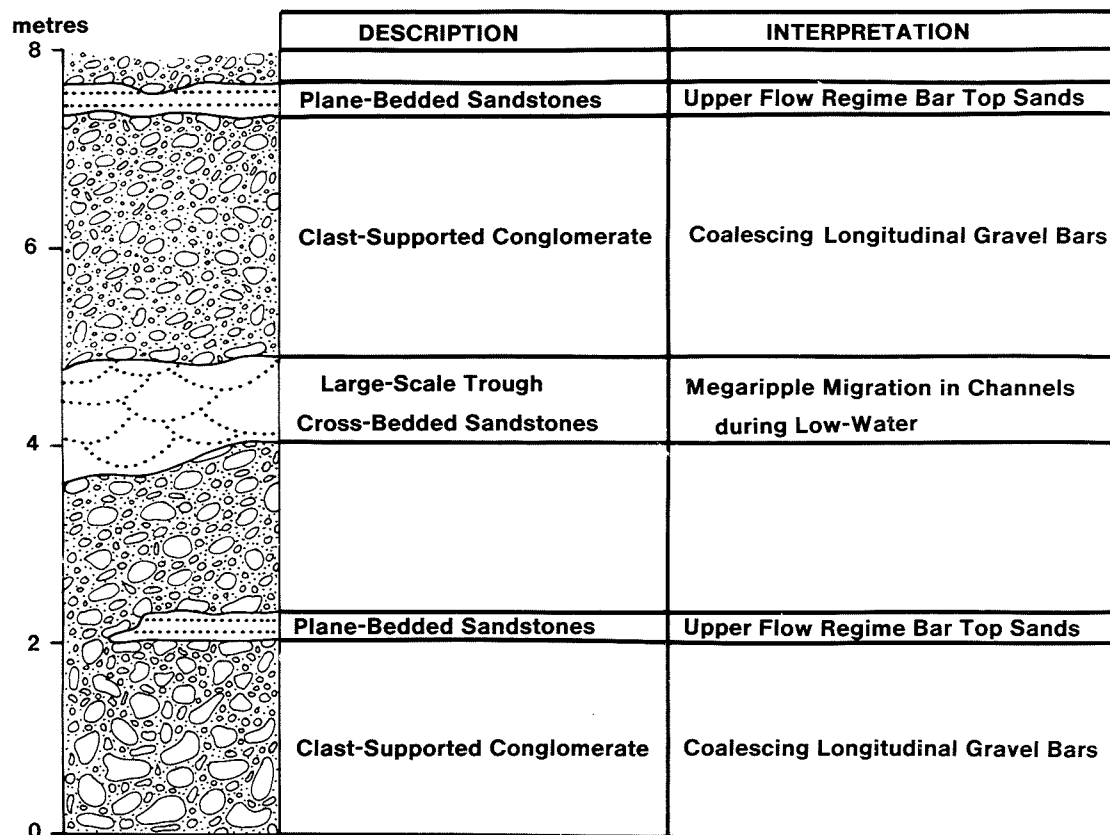 metres
DESCRIPTION
INTERPRETATION
8
Plane-Bedded Sandstones
Upper Flow Regime Bar Top Sands
6
Clast-Supported Conglomerate
Coalescing Longitudinal Gravel Bars
Large-Scale Trough
Cross-Bedded Sandstones
Megaripple Migration in Channels
during Low-Water
4
Plane-Bedded Sandstones
Upper Flow Regime Bar Top Sands
2
Clast-Supported Conglomerate
Coalescing Longitudinal Gravel Bars
0